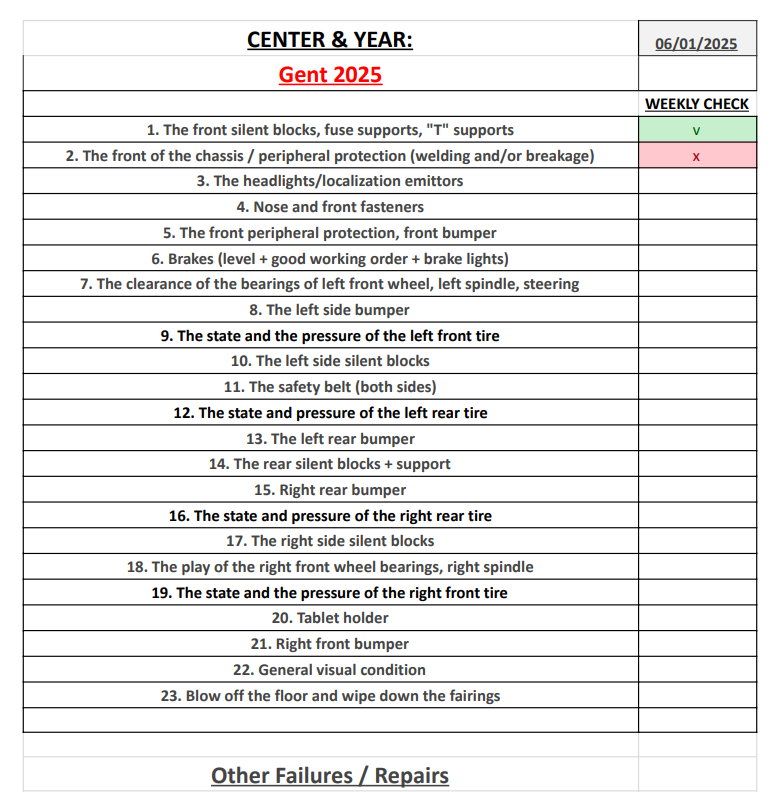 CENTER & YEAR:
06/01/2025
Gent 2025
WEEKLY CHECK
1. The front silent blocks, fuse supports, "T" supports
v
2. The front of the chassis / peripheral protection (welding and/or breakage)
x
3. The headlights/localization emittors
4. Nose and front fasteners
5. The front peripheral protection, front bumper
6. Brakes (level + good working order + brake lights)
7. The clearance of the bearings of left front wheel, left spindle, steering
8. The left side bumper
9. The state and the pressure of the left front tire
10. The left side silent blocks
11. The safety belt (both sides)
12. The state and pressure of the left rear tire
13. The left rear bumper
14. The rear silent blocks + support
15. Right rear bumper
16. The state and pressure of the right rear tire
17. The right side silent blocks
18. The play of the right front wheel bearings, right spindle
19. The state and the pressure of the right front tire
20. Tablet holder
21. Right front bumper
22. General visual condition
23. Blow off the floor and wipe down the fairings
Other Failures / Repairs